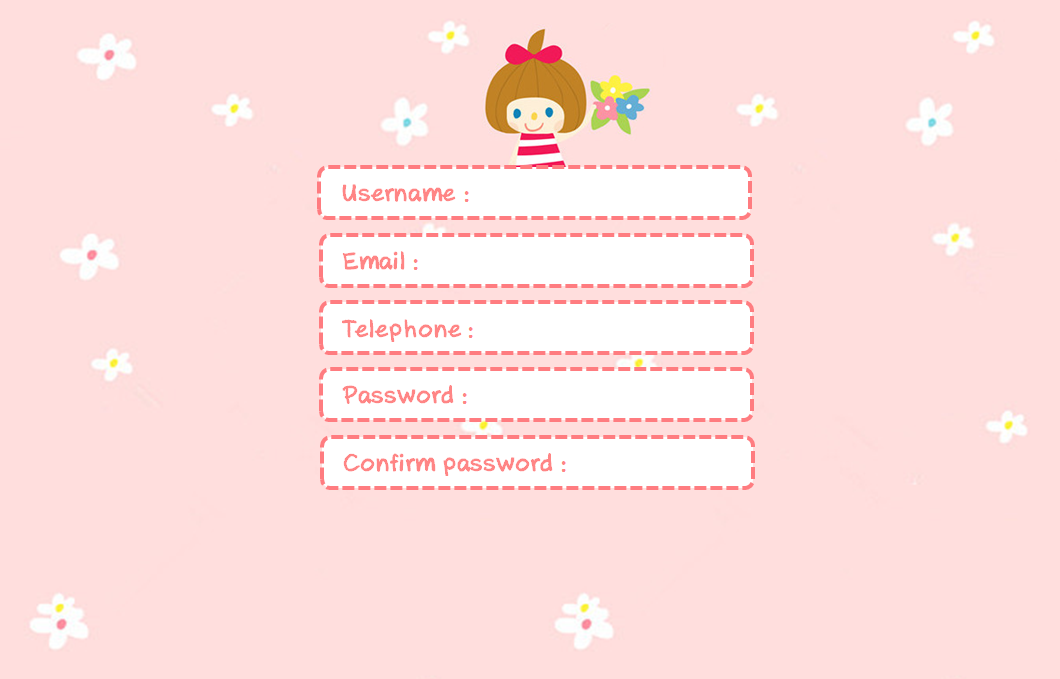 Username :
Email :
Telephone :
Password :
Confirm password :